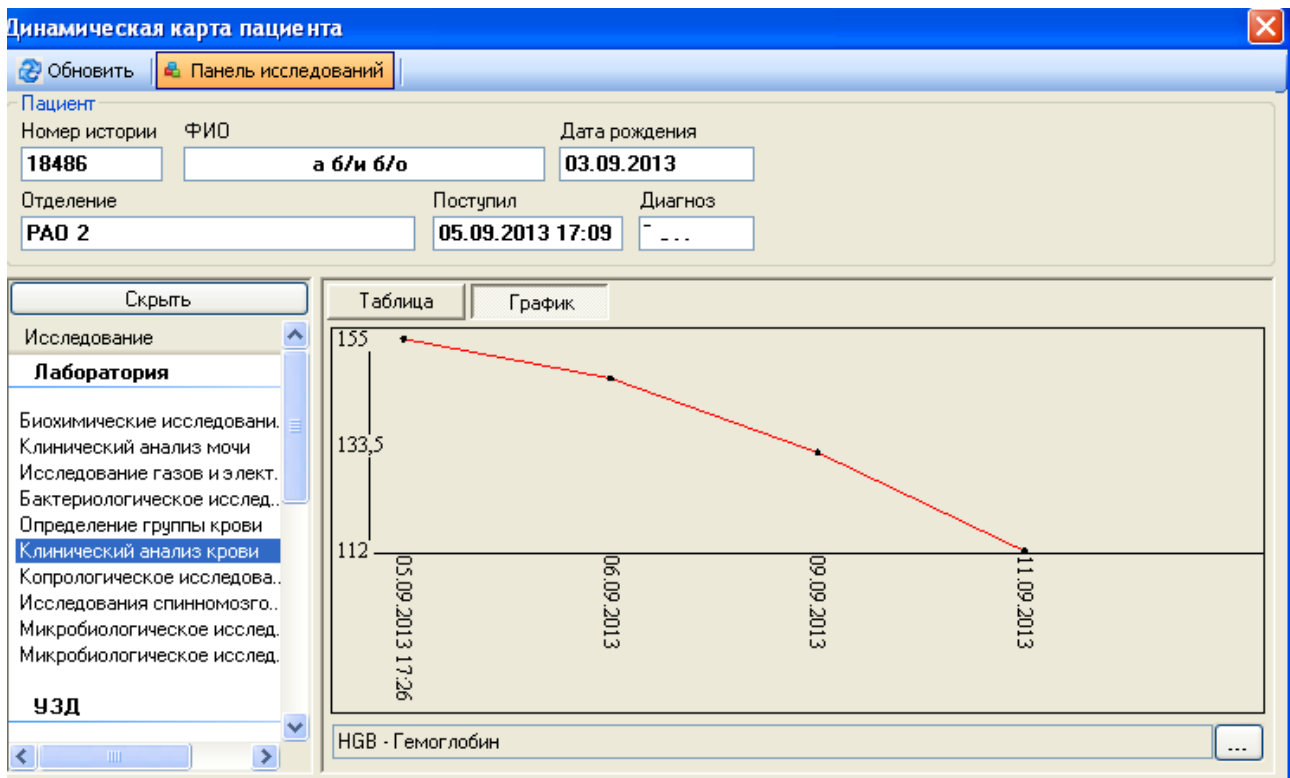 Динамическая карта пациента
Обновить Панель исследований
Пациент
Номер истории ФИО Дата рождения
18486 а б/и б/о 03.09.2013
Отделение Поступил Диагноз
РАО 2 05.09.2013 17:09
Скрыть
Исследование
Лаборатория
Биохимические исследовани.
Клинический анализ мочи
Исследование газов и элект.
Бактериологическое исслед..
Определение группы крови
Клинический анализ крови
Копрологическое исследова..
Исследования спинномозго..
Микробиологическое исслед.
Микробиологическое исслед.
УЗД
Таблица График
155
133,5
112
05.09.2013 17:26
06.09.2013
09.09.2013
11.09.2013
HGB - Гемоглобин ...